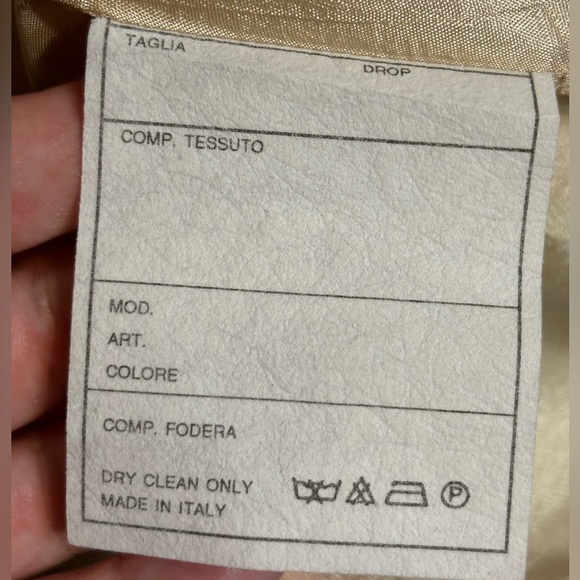 TAGLIA
DROP
COMP. TESSUTO
MOD.
ART.
COLORE
COMP. FODERA
DRY CLEAN ONLY
MADE IN ITALY
P